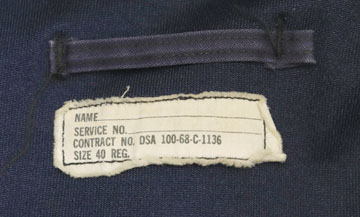 NAME
SERVICE NO.
CONTRACT NO. DSA 100-68-C-1136
SIZE 40 REG.